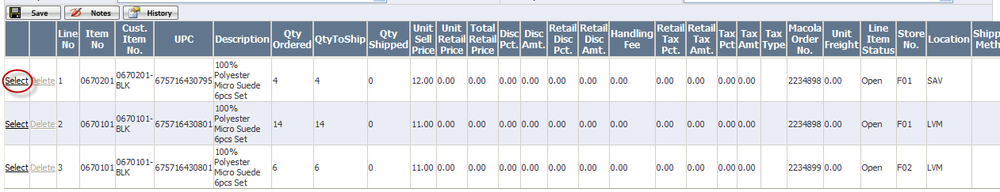 Save Notes History
Line No Item No Cust. Item No. UPC Description Qty Ordered QtyToShip Qty Shipped Unit Sell Price Unit Retail Price Total Retail Price Disc Pct. Disc Amt. Retail Disc Pct. Retail Disc Amt. Handling Fee Retail Tax Pct. Retail Tax Amt. Tax Pct Tax Amt Tax Type Macola Order No. Unit Freight Line Item Status Store No. Location
Select Delete 1 0670201 0670201-BLK 675716430795 100% Polyester Micro Suede 6pcs Set 4 4 0 12.00 0.00 0.00 0.00 0.00 0.00 0.00 0.00 0.00 0.00 0.00 0.00 2234898 0.00 Open F01 SAV
Select Delete 2 0670101 0670101-BLK 675716430801 100% Polyester Micro Suede 6pcs Set 14 14 0 11.00 0.00 0.00 0.00 0.00 0.00 0.00 0.00 0.00 0.00 0.00 0.00 2234898 0.00 Open F01 LVM
Select Delete 3 0670101 0670101-BLK 675716430801 100% Polyester Micro Suede 6pcs Set 6 6 0 11.00 0.00 0.00 0.00 0.00 0.00 0.00 0.00 0.00 0.00 0.00 0.00 2234899 0.00 Open F02 LVM